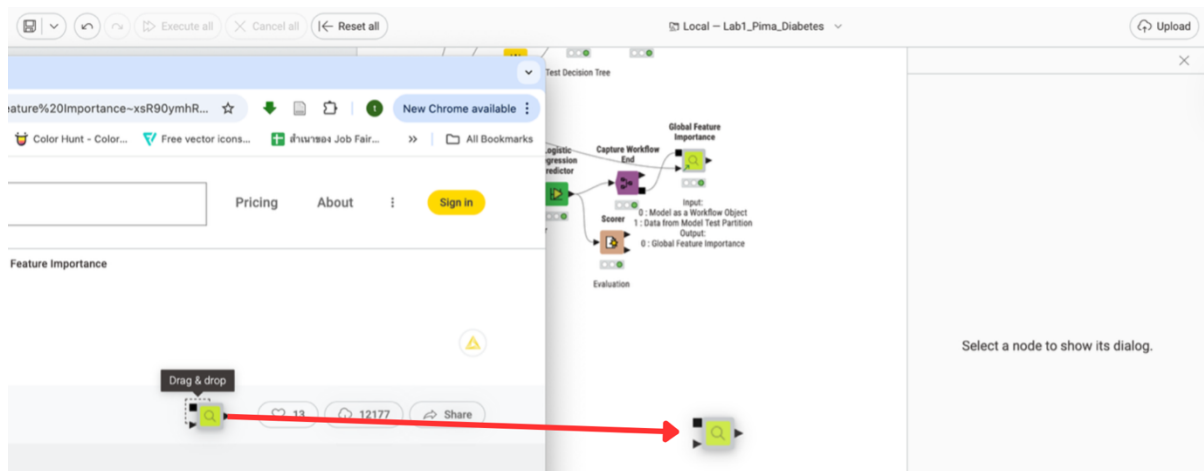 Execute all
Cancel all
Reset all
Local — Lab1_Pima_Diabetes
Upload
Test Decision Tree
eature%20Importance~xsR90ymhR...
t
New Chrome available
Color Hunt - Color...
Free vector icons...
สำเนาของ Job Fair...
All Bookmarks
Pricing
About
Sign in
Feature Importance
Drag & drop
13
12177
Share
ogistic
gression
redictor
Capture Workflow
End
Global Feature
Importance
Input:
0 : Model as a Workflow Object
1 : Data from Model Test Partition
Output:
0 : Global Feature Importance
Scorer
Evaluation
Select a node to show its dialog.